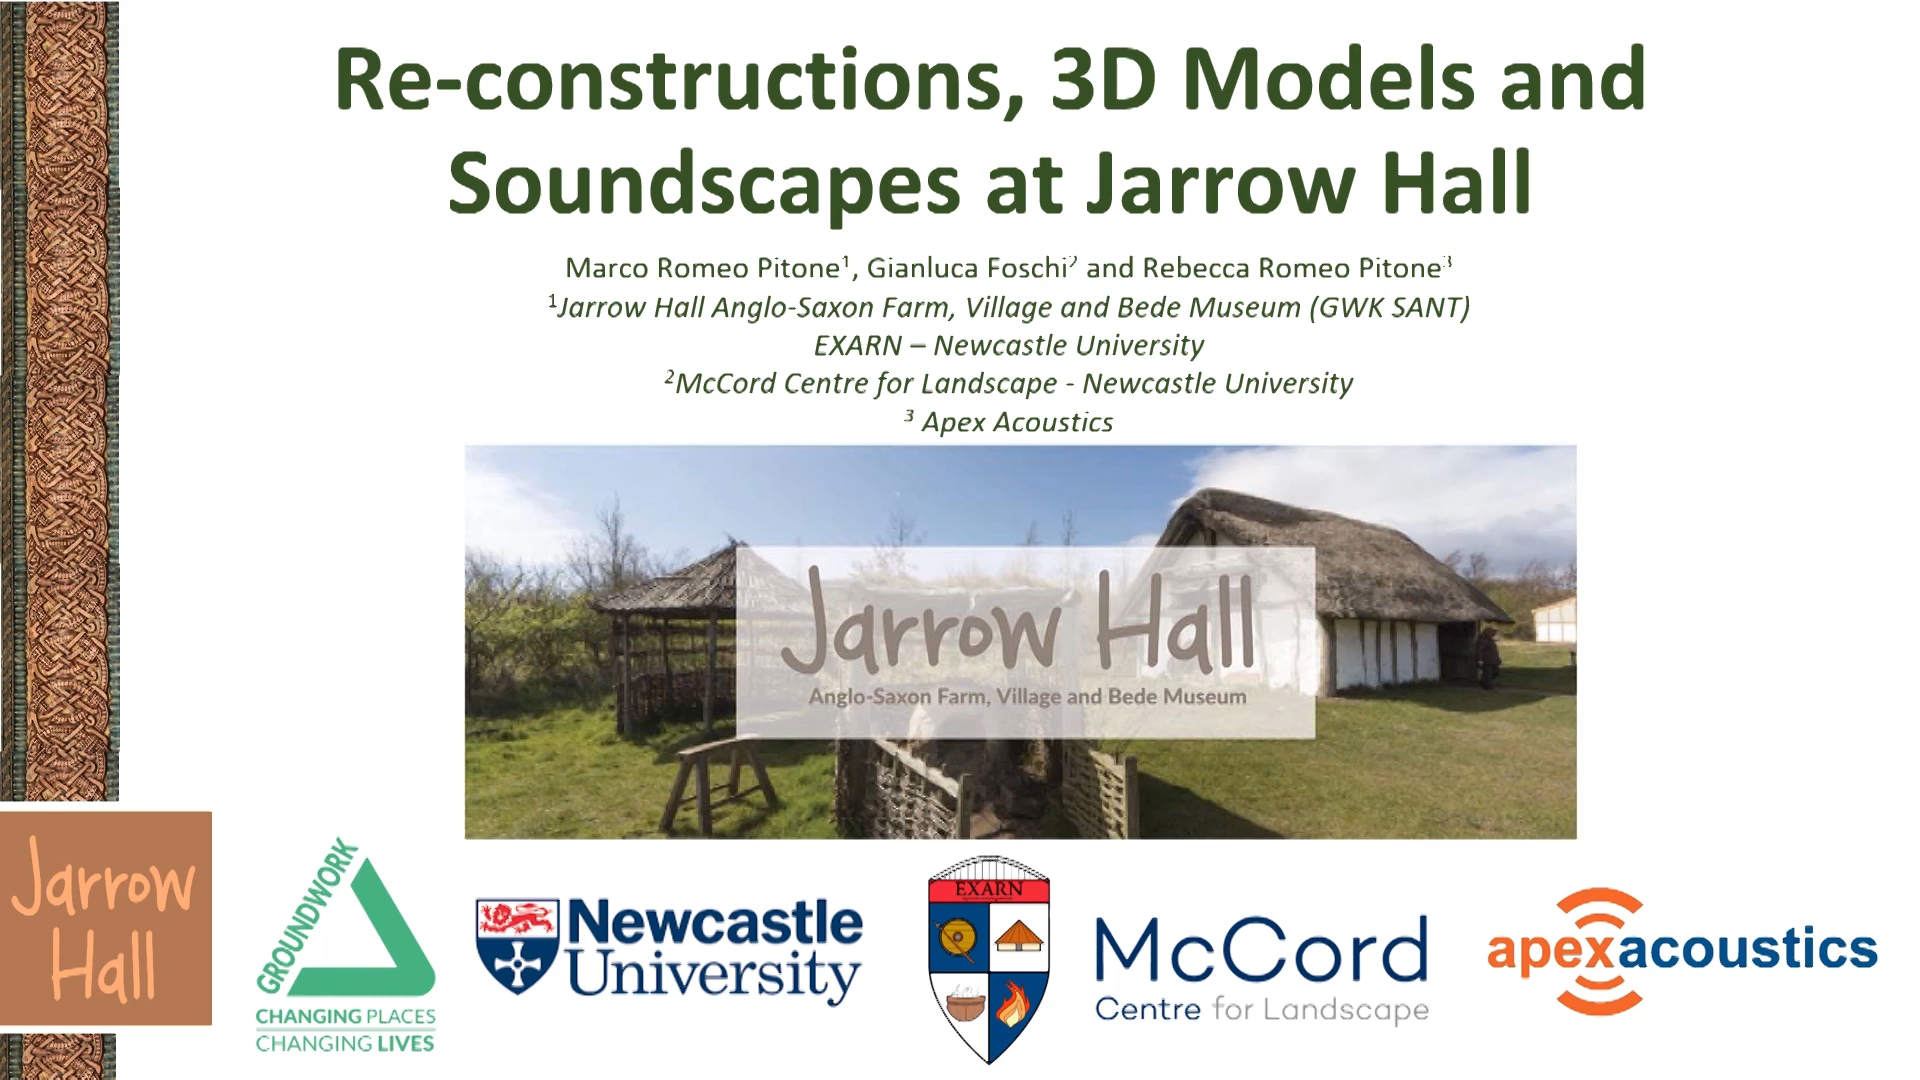 Re-constructions, 3D Models and
Soundscapes at Jarrow Hall
Marco Romeo Pitone¹, Gianluca Foschi² and Rebecca Romeo Pitone³
¹Jarrow Hall Anglo-Saxon Farm, Village and Bede Museum (GWK SANT)
EXARN – Newcastle University
²McCord Centre for Landscape - Newcastle University
³ Apex Acoustics
Jarrow Hall
Anglo-Saxon Farm, Village and Bede Museum
Jarrow
Hall
GROUNDWORK
CHANGING PLACES
CHANGING LIVES
Newcastle
University
EXARN
McCord
Centre for Landscape
apexacoustics